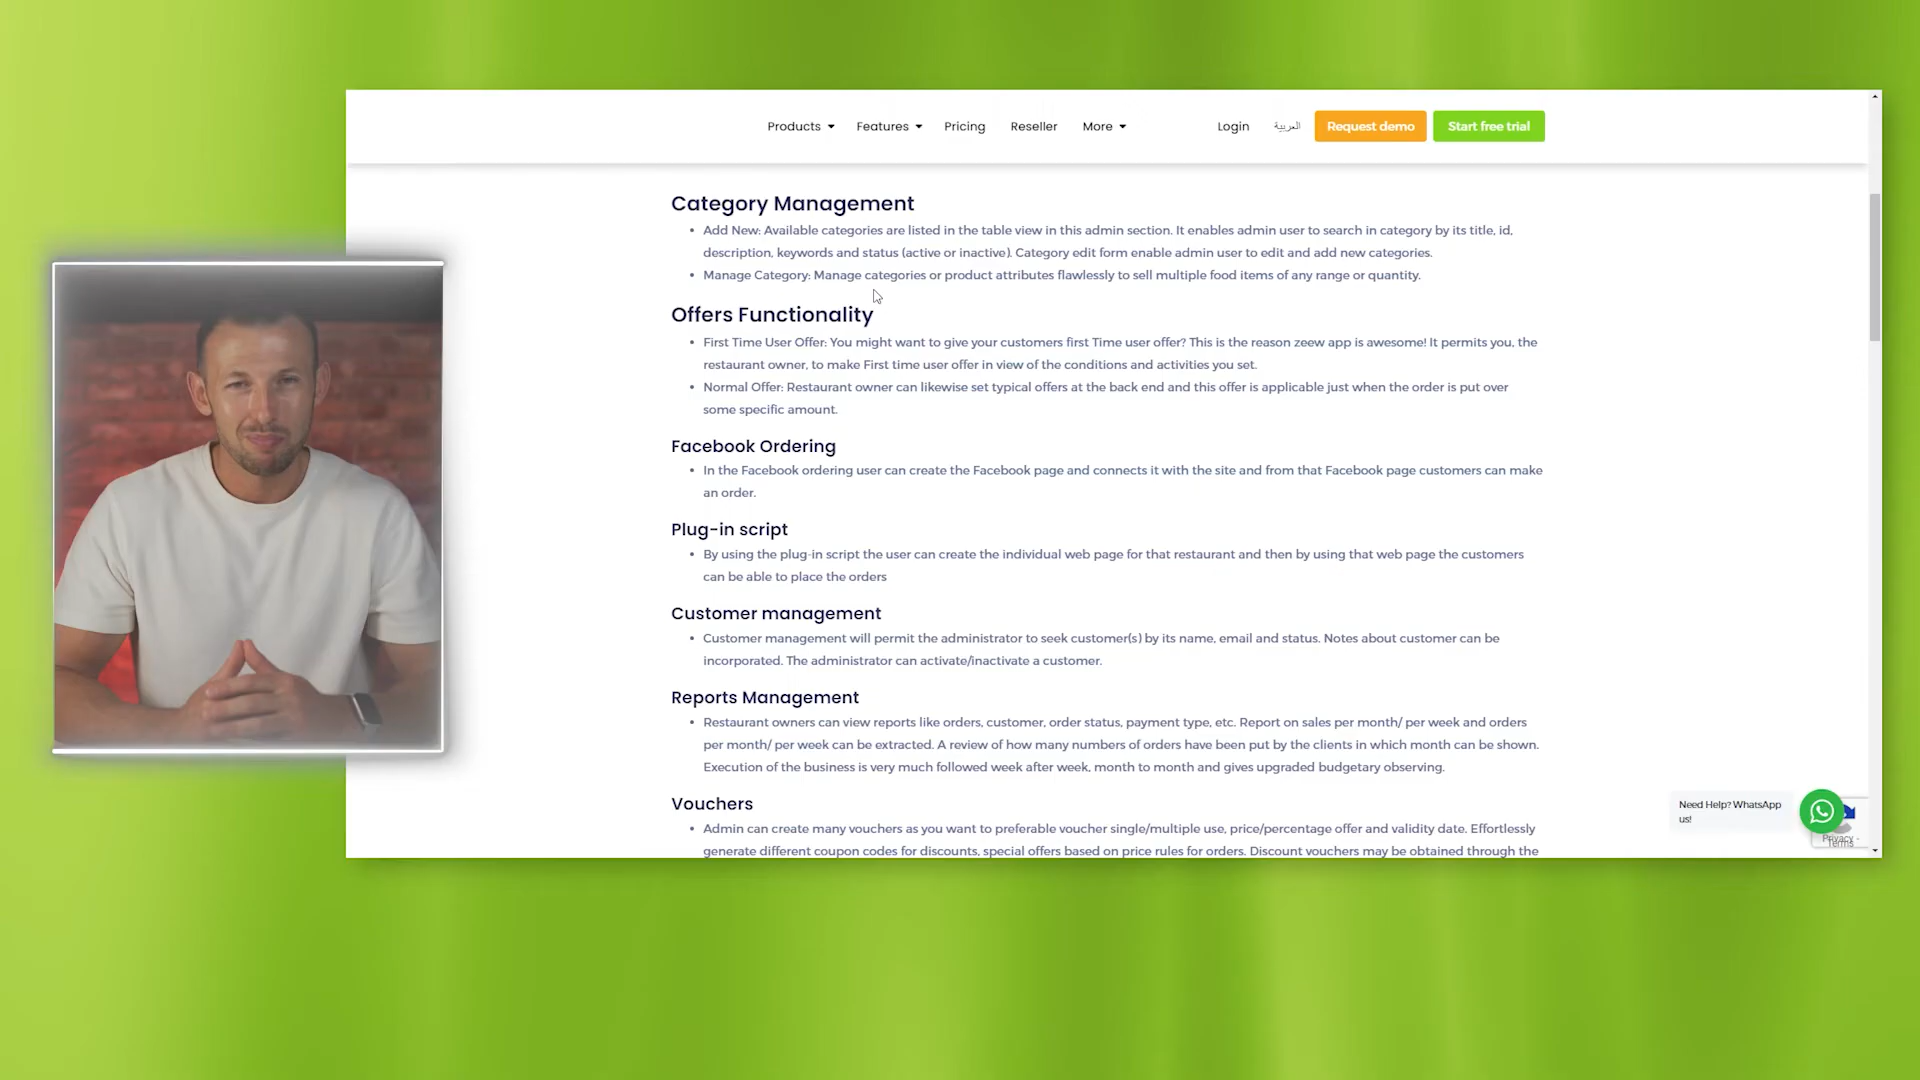 Products
Features
Pricing
Reseller
More
Login
العربية
Request demo
Start free trial
Category Management
Add New: Available categories are listed in the table view in this admin section. It enables admin user to search in category by its title, id,
description, keywords and status (active or inactive). Category edit form enable admin user to edit and add new categories.
Manage Category: Manage categories or product attributes flawlessly to sell multiple food items of any range or quantity.
Offers Functionality
First Time User Offer: You might want to give your customers first Time user offer? This is the reason zeew app is awesome! It permits you, the
restaurant owner, to make First time user offer in view of the conditions and activities you set.
Normal Offer: Restaurant owner can likewise set typical offers at the back end and this offer is applicable just when the order is put over
some specific amount.
Facebook Ordering
In the Facebook ordering user can create the Facebook page and connects it with the site and from that Facebook page customers can make
an order.
Plug-in script
By using the plug-in script the user can create the individual web page for that restaurant and then by using that web page the customers
can be able to place the orders
Customer management
Customer management will permit the administrator to seek customer(s) by its name, email and status. Notes about customer can be
incorporated. The administrator can activate/inactivate a customer.
Reports Management
Restaurant owners can view reports like orders, customer, order status, payment type, etc. Report on sales per month/ per week and orders
per month/ per week can be extracted. A review of how many numbers of orders have been put by the clients in which month can be shown.
Execution of the business is very much followed week after week, month to month and gives upgraded budgetary observing.
Vouchers
Admin can create many vouchers as you want to preferable voucher single/multiple use, price/percentage offer and validity date. Effortlessly
generate different coupon codes for discounts, special offers based on price rules for orders. Discount vouchers may be obtained through the
Need Help? WhatsApp
us!
Privacy -
Terms